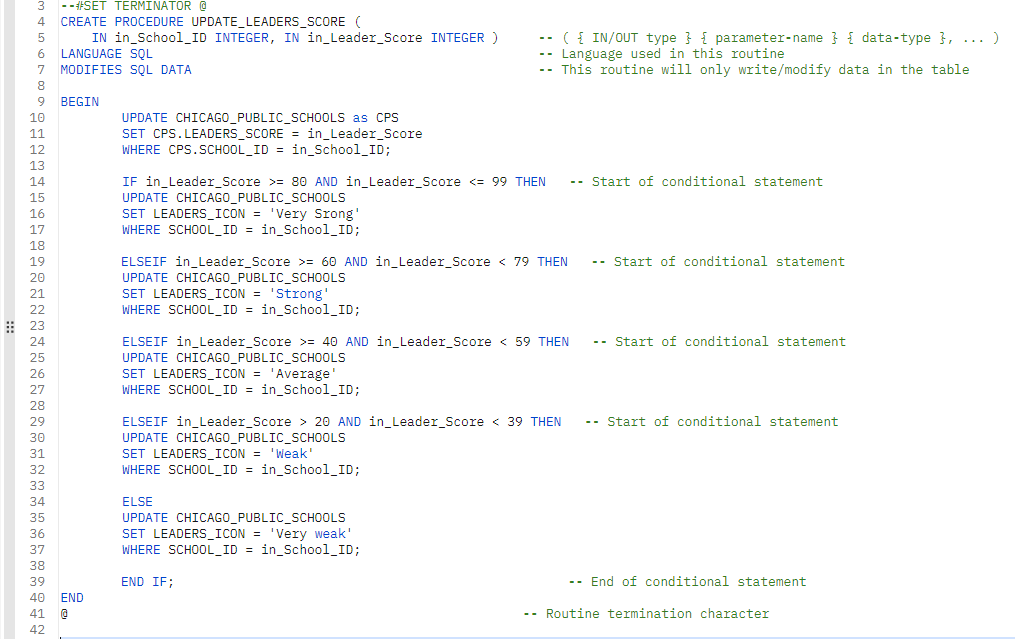 3 --#SET TERMINATOR @
4 CREATE PROCEDURE UPDATE_LEADERS_SCORE (
5 IN in_School_ID INTEGER, IN in_Leader_Score INTEGER ) -- ( { IN/OUT type } { parameter-name } { data-type }, ... )
6 LANGUAGE SQL -- Language used in this routine
7 MODIFIES SQL DATA -- This routine will only write/modify data in the table
8
9 BEGIN
10 UPDATE CHICAGO_PUBLIC_SCHOOLS as CPS
11 SET CPS.LEADERS_SCORE = in_Leader_Score
12 WHERE CPS.SCHOOL_ID = in_School_ID;
13
14 IF in_Leader_Score >= 80 AND in_Leader_Score <= 99 THEN -- Start of conditional statement
15 UPDATE CHICAGO_PUBLIC_SCHOOLS
16 SET LEADERS_ICON = 'Very Srong'
17 WHERE SCHOOL_ID = in_School_ID;
18
19 ELSEIF in_Leader_Score >= 60 AND in_Leader_Score < 79 THEN -- Start of conditional statement
20 UPDATE CHICAGO_PUBLIC_SCHOOLS
21 SET LEADERS_ICON = 'Strong'
22 WHERE SCHOOL_ID = in_School_ID;
23
24 ELSEIF in_Leader_Score >= 40 AND in_Leader_Score < 59 THEN -- Start of conditional statement
25 UPDATE CHICAGO_PUBLIC_SCHOOLS
26 SET LEADERS_ICON = 'Average'
27 WHERE SCHOOL_ID = in_School_ID;
28
29 ELSEIF in_Leader_Score > 20 AND in_Leader_Score < 39 THEN -- Start of conditional statement
30 UPDATE CHICAGO_PUBLIC_SCHOOLS
31 SET LEADERS_ICON = 'Weak'
32 WHERE SCHOOL_ID = in_School_ID;
33
34 ELSE
35 UPDATE CHICAGO_PUBLIC_SCHOOLS
36 SET LEADERS_ICON = 'Very weak'
37 WHERE SCHOOL_ID = in_School_ID;
38
39 END IF; -- End of conditional statement
40 END
41 @ -- Routine termination character
42